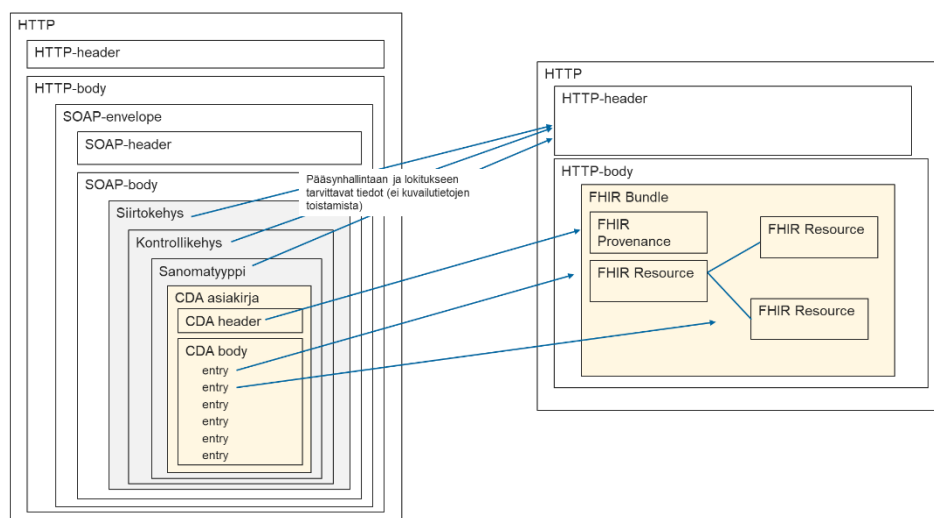 HTTP
HTTP-header
HTTP-body
SOAP-envelope
SOAP-header
SOAP-body
Siirtokehys
Kontrollikehys
Sanomatyyppi
CDA asiakirja
CDA header
CDA body
entry
entry
entry
entry
entry
entry
Pääsynhallintaan ja lokitukseen
tarvittavat tiedot (ei kuvailutietojen
toistamista)
HTTP
HTTP-header
HTTP-body
FHIR Bundle
FHIR
Provenance
FHIR Resource
FHIR Resource
FHIR Resource